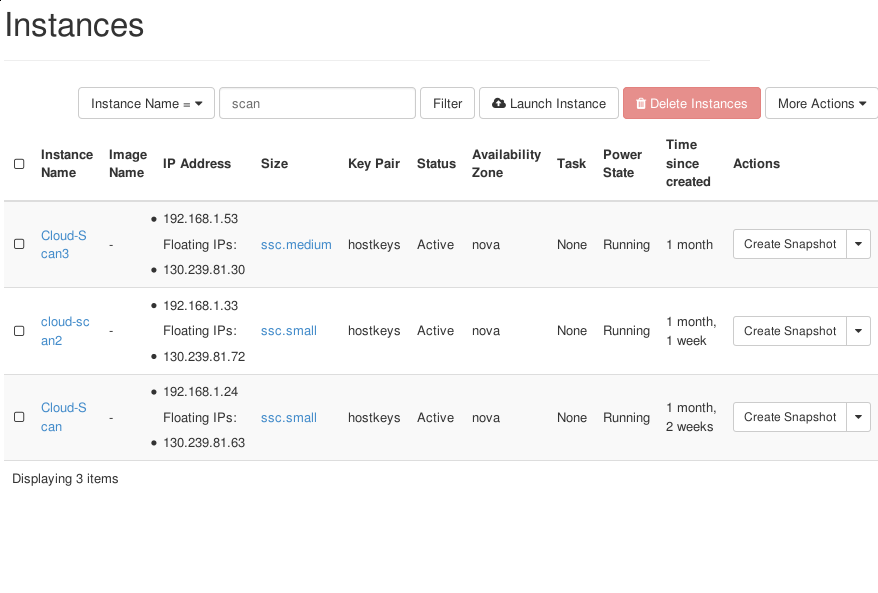 Instances
Instance Name = scan Filter Launch Instance Delete Instances More Actions
Instance Name Image Name IP Address Size Key Pair Status Availability Zone Task Power State Time since created Actions
192.168.1.53
Cloud-S
can3
-
Floating IPs:
ssc.medium hostkeys Active nova None Running 1 month Create Snapshot
130.239.81.30
192.168.1.33
cloud-sc
an2
-
Floating IPs:
ssc.small hostkeys Active nova None Running 1 month,
1 week
Create Snapshot
130.239.81.72
192.168.1.24
Cloud-S
can
-
Floating IPs:
ssc.small hostkeys Active nova None Running 1 month,
2 weeks
Create Snapshot
130.239.81.63
Displaying 3 items